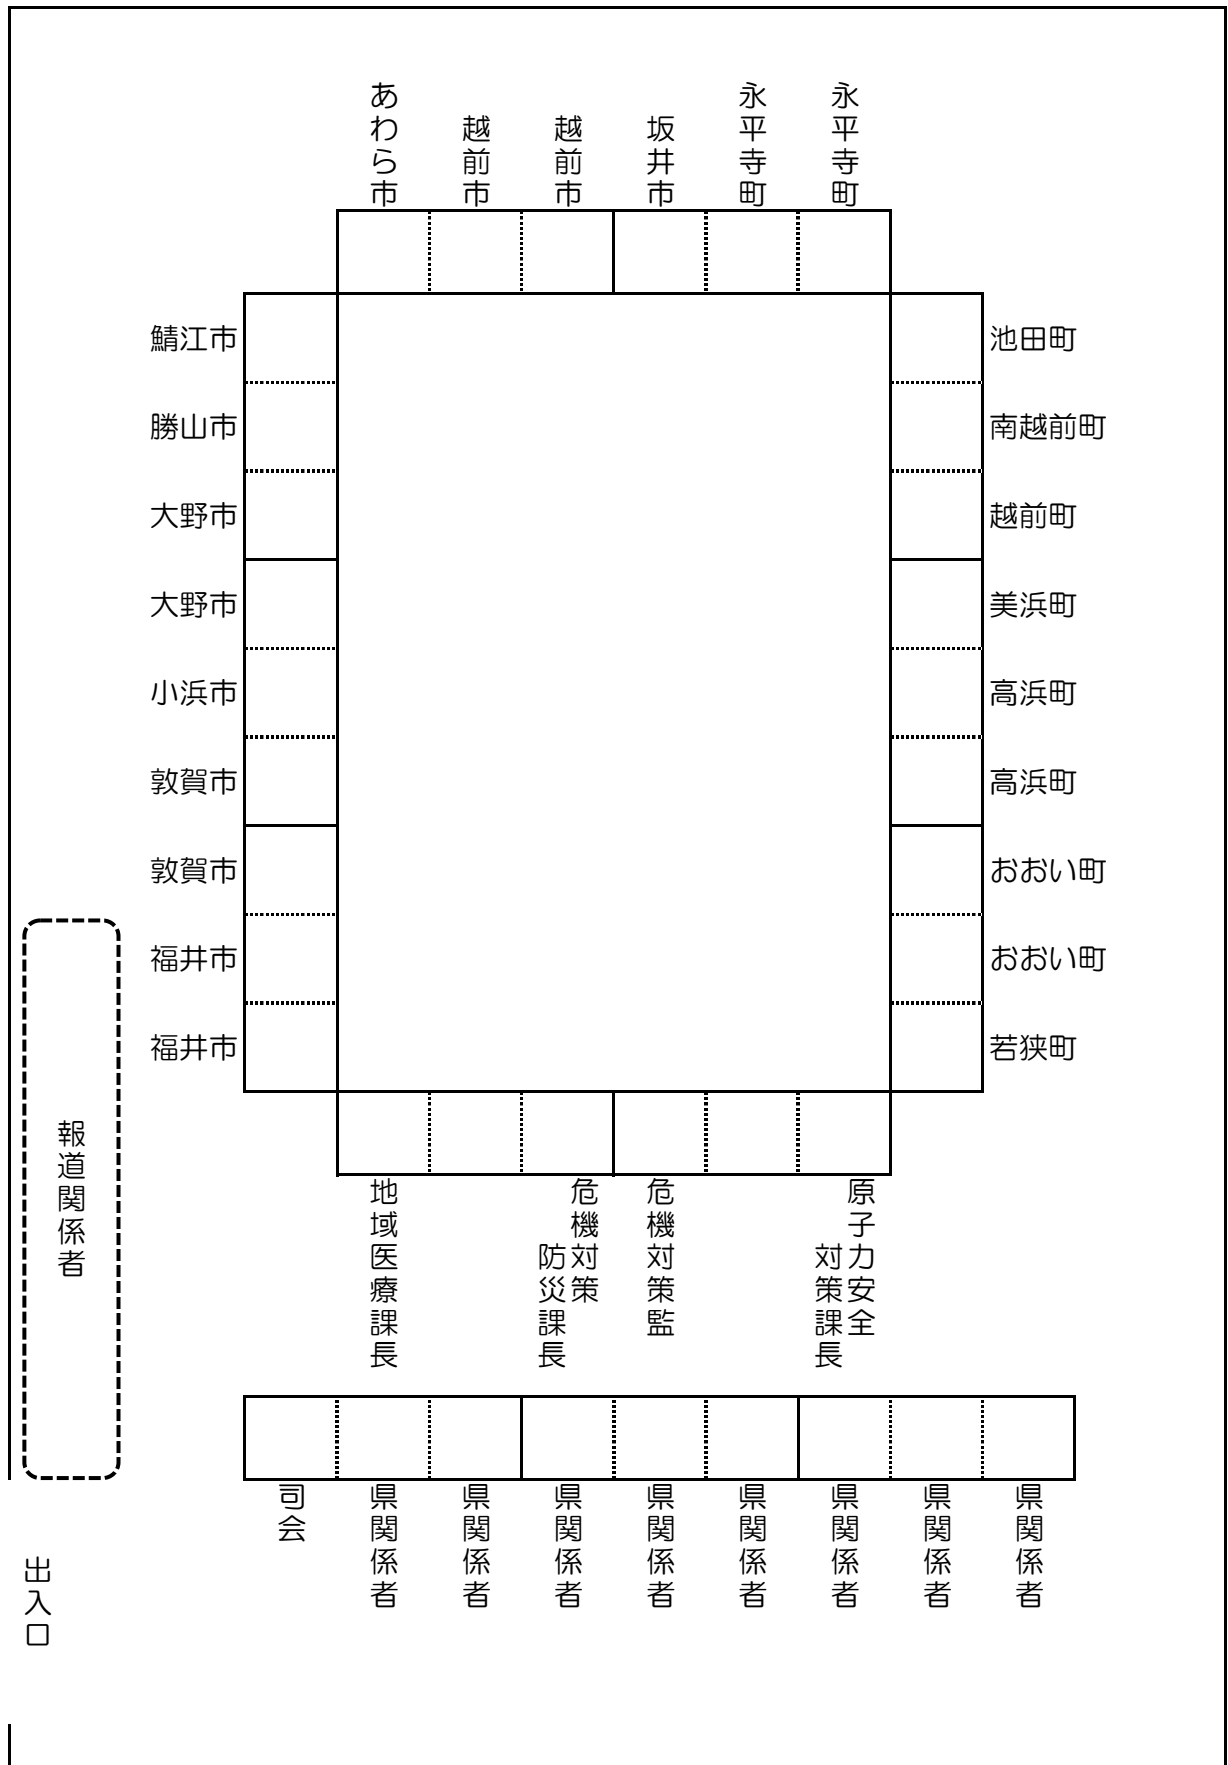 あわら市
越前市
越前市
坂井市
永平寺町
永平寺町
鯖江市
勝山市
大野市
大野市
小浜市
敦賀市
敦賀市
福井市
福井市
池田町
南越前町
越前町
美浜町
高浜町
高浜町
おおい町
おおい町
若狭町
地域医療課長
危機対策
防災課長
危機対策監
原子力安全
対策課長
報道関係者
司会
県関係者
県関係者
県関係者
県関係者
県関係者
県関係者
県関係者
県関係者
出入口